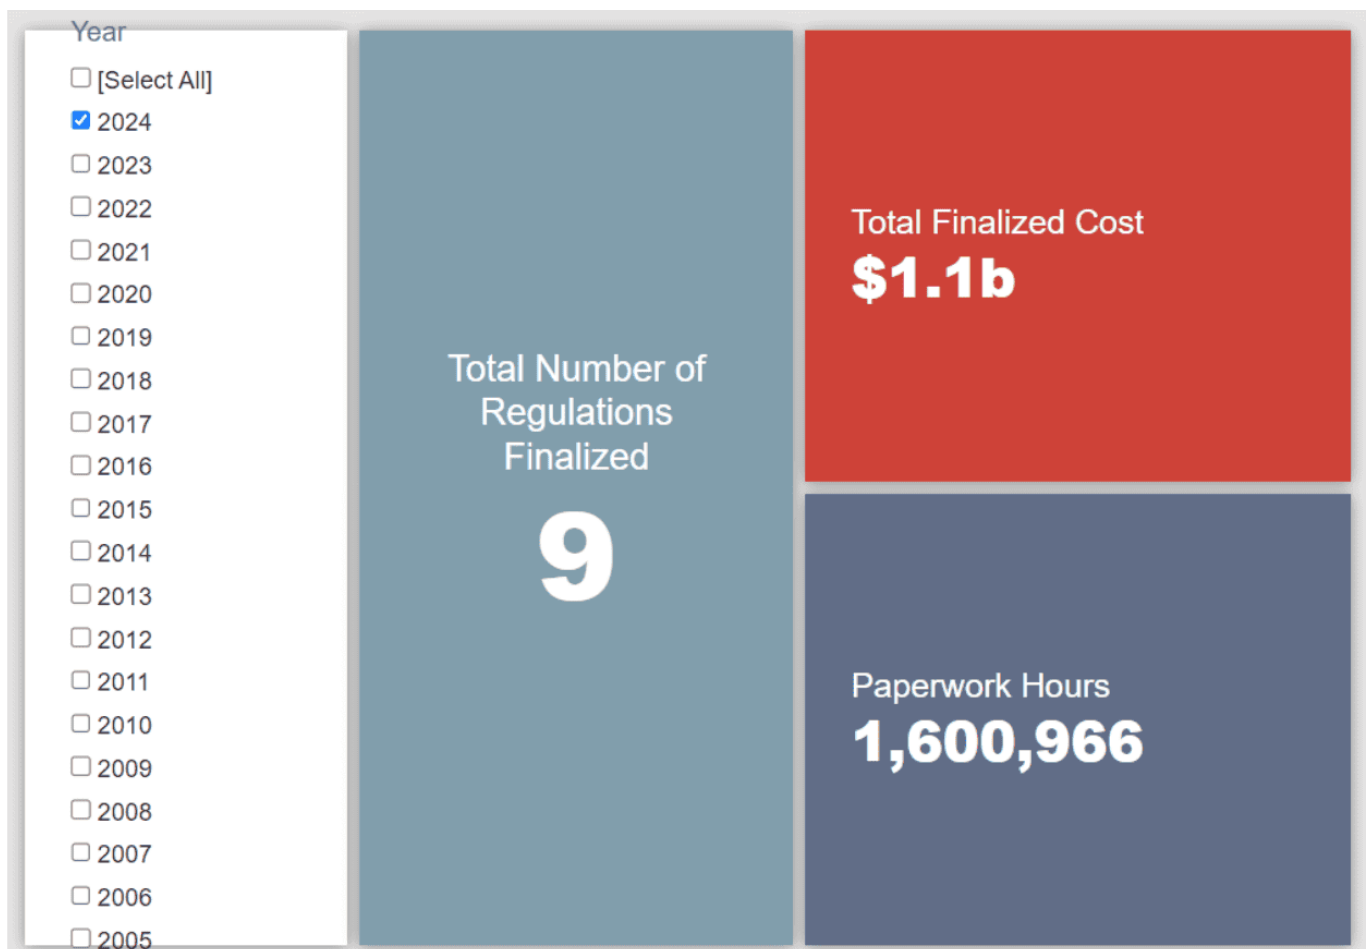 Year
[Select All]
2024
2023
2022
2021
2020
2019
2018
2017
2016
2015
2014
2013
2012
2011
2010
2009
2008
2007
2006
2005
Total Number of
Regulations
Finalized
9
Total Finalized Cost
$1.1b
Paperwork Hours
1,600,966